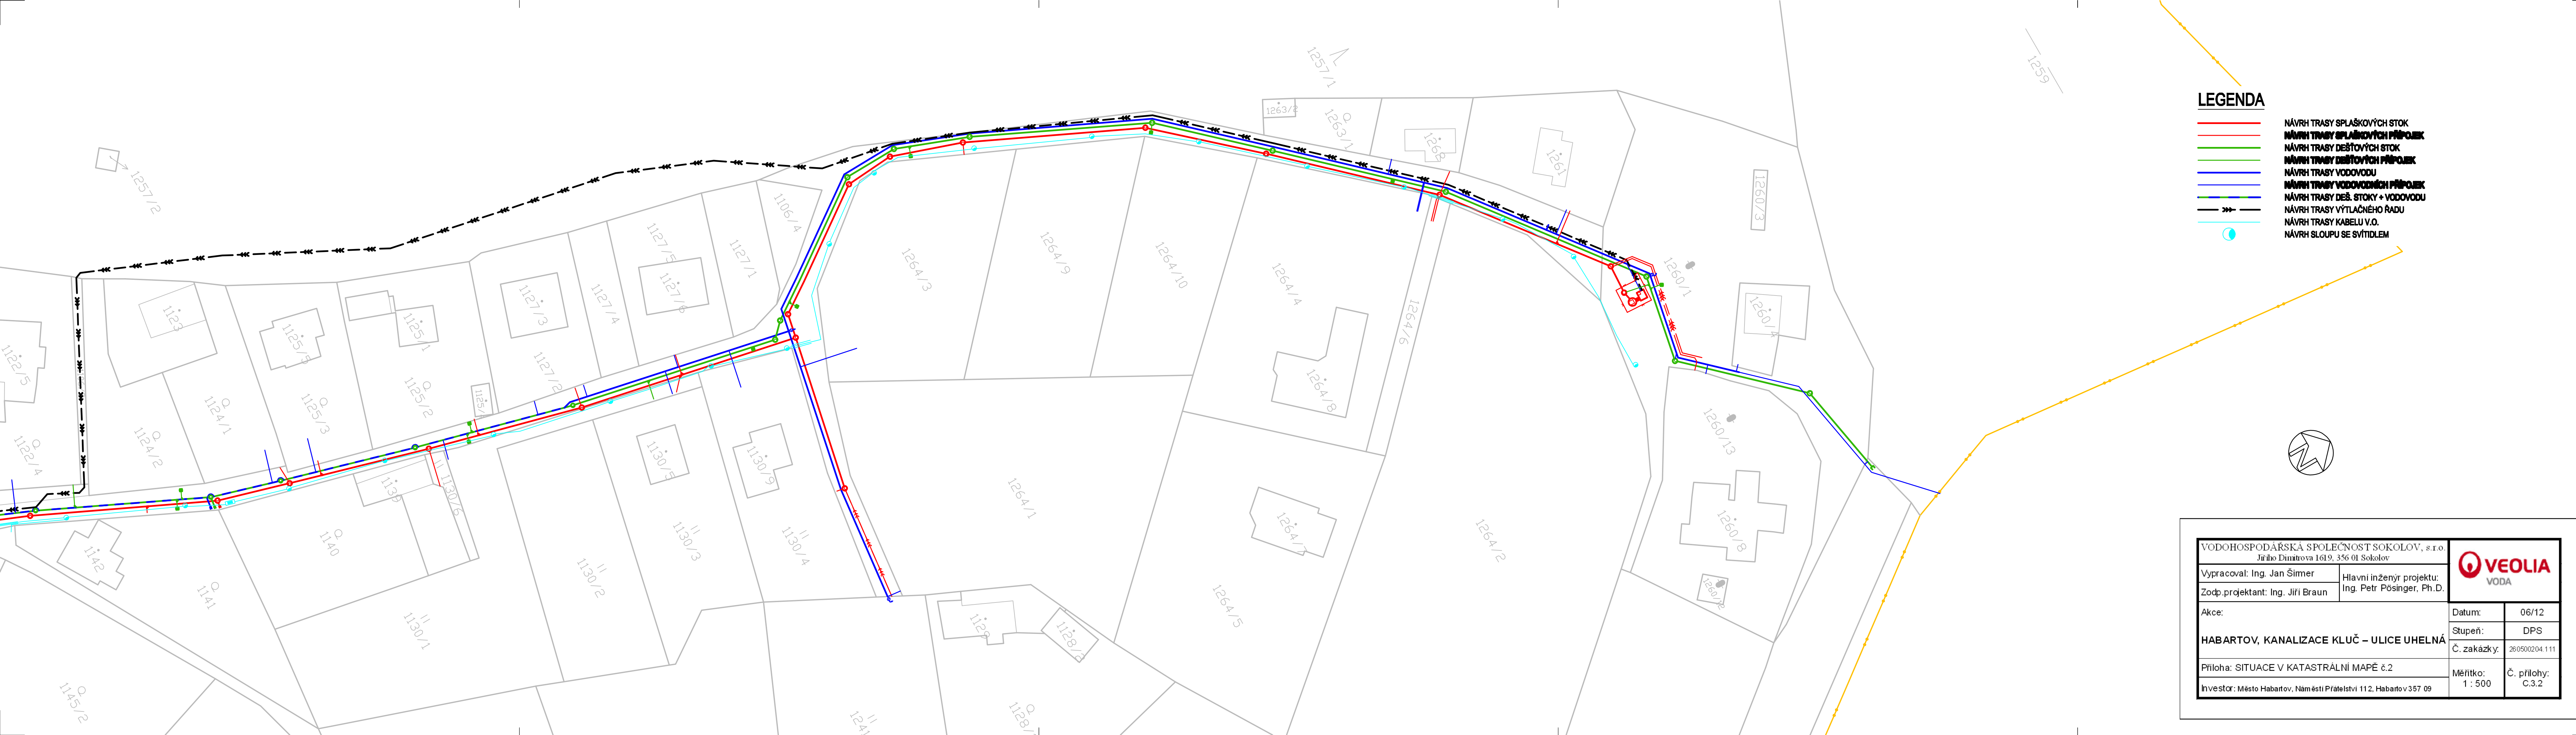 1257/1
1259
1263/2
1263/1
1268
1261
1260/3
1257/2
1106/4
1127/5
1127/1
1127/6
1127/4
1127/3
1127/2
1123
1125/5
1125/1
1125/2
1125/3
1124/1
1124/2
1122/5
1122/4
1264/3
1264/9
1264/10
1264/4
1264/6
1264/8
1260/1
1260/4
1260/13
1260/8
1139
1130/6
1130/5
1130/9
1130/3
1130/4
1130/2
1130/1
1140
1141
1142
1145/2
1264/1
1264/7
1264/2
1264/5
1129
1128/2
LEGENDA
NÁVRH TRASY SPLAŠKOVÝCH STOK
NÁVRH TRASY SPLAŠKOVÝCH PŘÍPOJEK
NÁVRH TRASY DEŠŤOVÝCH STOK
NÁVRH TRASY DEŠŤOVÝCH PŘÍPOJEK
NÁVRH TRASY VODOVODU
NÁVRH TRASY VODOVODNÍCH PŘÍPOJEK
NÁVRH TRASY DEŠ. STOKY + VODOVODU
NÁVRH TRASY VÝTLAČNÉHO ŘADU
NÁVRH TRASY KABELU V.O.
NÁVRH SLOUPU SE SVÍTIDLEM
VODOHOSPODÁŘSKÁ SPOLEČNOST SOKOLOV, s.r.o.
Jiřího Dimitrova 1619, 356 01 Sokolov
Vypracoval: Ing. Jan Širmer
Zodp.projektant: Ing. Jiří Braun
Hlavní inženýr projektu:
Ing. Petr Pösinger, Ph.D.
VEOLIA
VODA
Akce:
HABARTOV, KANALIZACE KLUČ – ULICE UHELNÁ
Datum: 06/12
Stupeň: DPS
Č. zakázky: 260500204.111
Příloha: SITUACE V KATASTRÁLNÍ MAPĚ č.2
Investor: Město Habartov, Náměstí Přátelství 112, Habartov 357 09
Měřítko:
1 : 500
Č. přílohy:
C.3.2